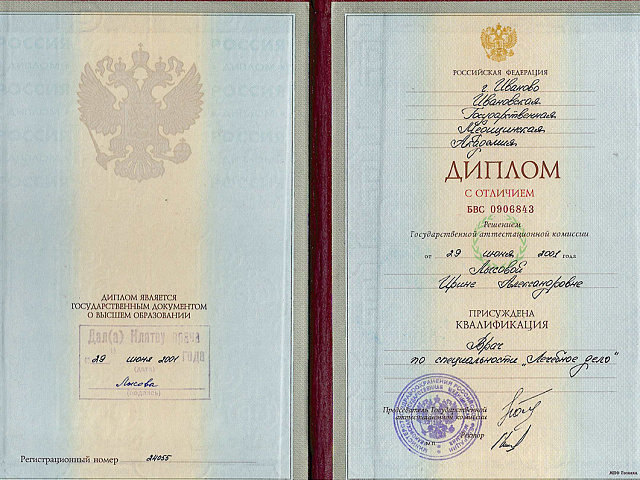 ДИПЛОМ ЯВЛЯЕТСЯ
ГОСУДАРСТВЕННЫМ ДОКУМЕНТОМ
О ВЫСШЕМ ОБРАЗОВАНИИ
Дал(а) Клятву врача
29 июня 2001 года
(дата)
Лысова
(подпись)
Регистрационный номер 24055
РОССИЙСКАЯ ФЕДЕРАЦИЯ
г. Иваново
Ивановская
Государственная
Медицинская
Академия
ДИПЛОМ
С ОТЛИЧИЕМ
БВС 0906843
Решением
Государственной аттестационной комиссии
от 29 июня 2001 года
Лысовой
Ирине Александровне
ПРИСУЖДЕНА
КВАЛИФИКАЦИЯ
Врач
по специальности „Лечебное дело"
Председатель Государственной
аттестационной комиссии
М.П. Ректор